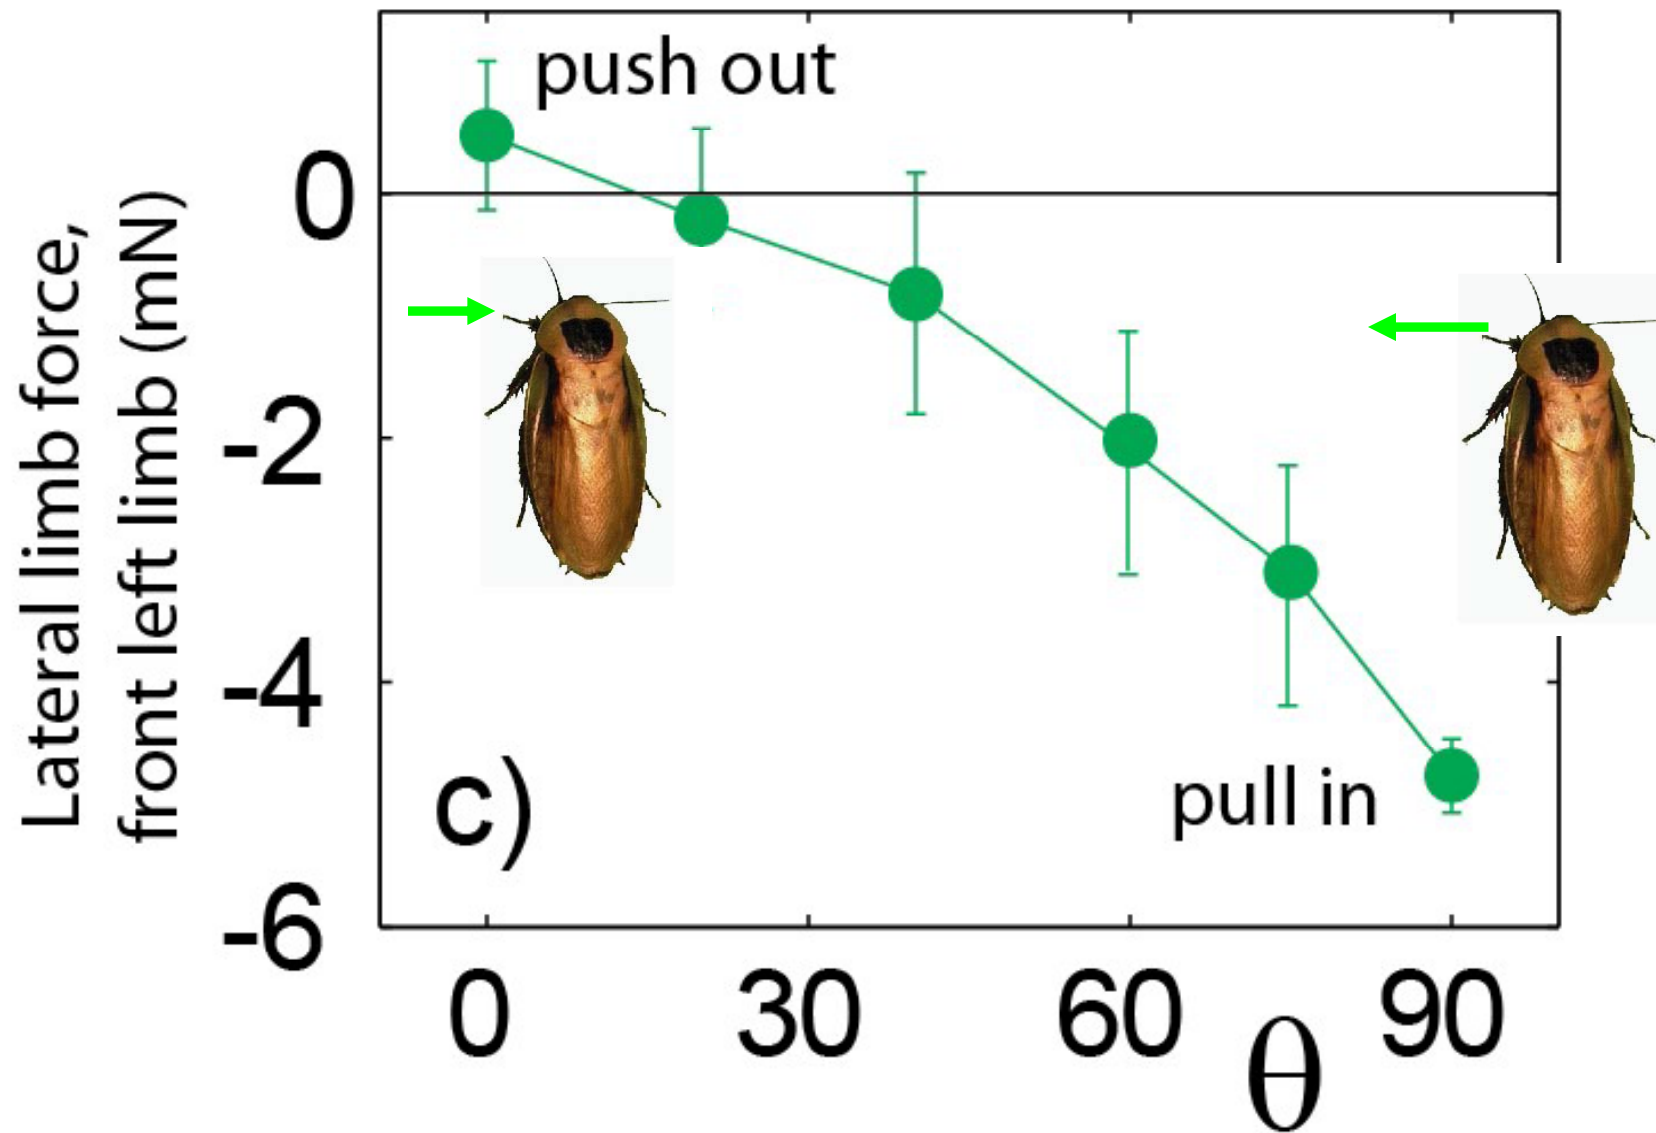 Lateral limb force,
front left limb (mN)
push out
0
-2
-4
-6
c)
pull in
0
30
60
90
θ